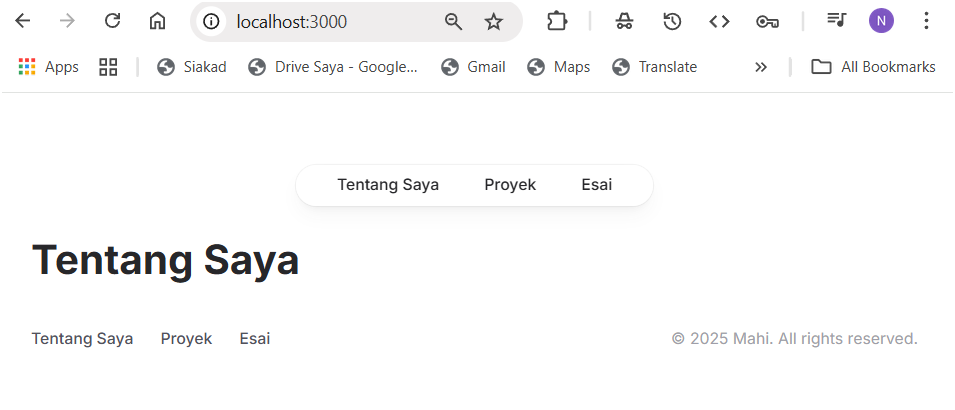 localhost:3000
N
Apps Siakad Drive Saya - Google... Gmail Maps Translate All Bookmarks
Tentang Saya Proyek Esai
Tentang Saya
Tentang Saya Proyek Esai © 2025 Mahi. All rights reserved.